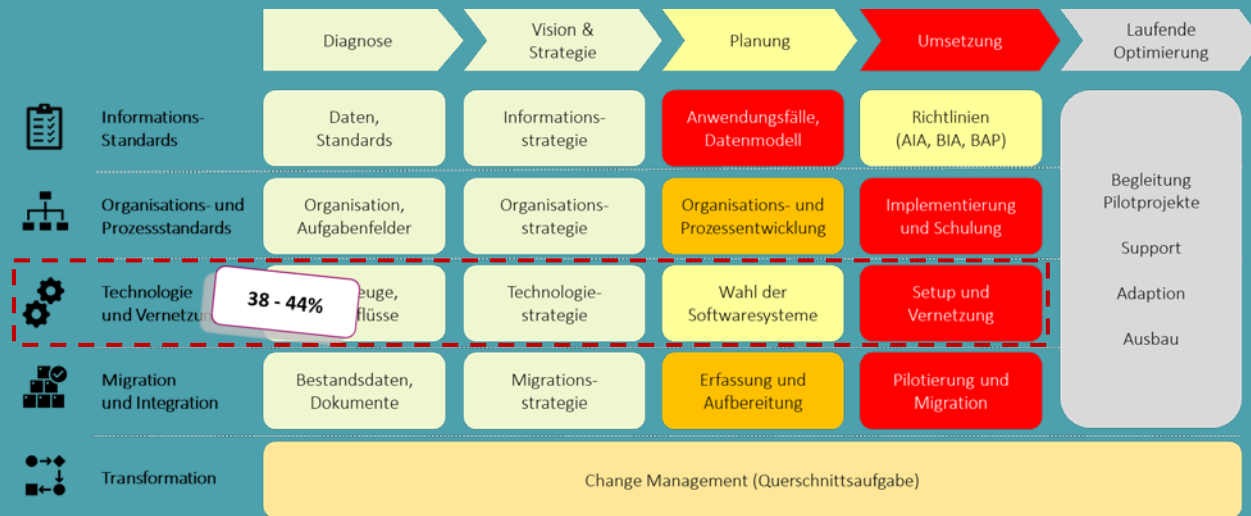 Diagnose
Vision &
Strategie
Planung
Umsetzung
Laufende
Optimierung
Informations-
Standards
Daten,
Standards
Informations-
strategie
Anwendungsfälle,
Datenmodell
Richtlinien
(AIA, BIA, BAP)
Organisations- und
Prozessstandards
Organisation,
Aufgabenfelder
Organisations-
strategie
Organisations- und
Prozessentwicklung
Implementierung
und Schulung
Technologie
und
38 - 44%
Technologie-
strategie
Wahl der
Softwaresysteme
Setup und
Vernetzung
Migration
und Integration
Bestandsdaten,
Dokumente
Migrations-
strategie
Erfassung und
Aufbereitung
Pilotierung und
Migration
Begleitung
Pilotprojekte
Support
Adaption
Ausbau
Transformation
Change Management (Querschnittsaufgabe)